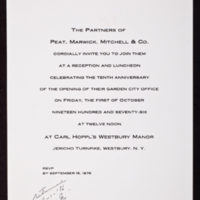 THE PARTNERS OF
PEAT, MARWICK, MITCHELL & CO.
CORDIALLY INVITE YOU TO JOIN THEM
AT A RECEPTION AND LUNCHEON
CELEBRATING THE TENTH ANNIVERSARY
OF THE OPENING OF THEIR GARDEN CITY OFFICE
ON FRIDAY, THE FIRST OF OCTOBER
NINETEEN HUNDRED AND SEVENTY-SIX
AT TWELVE NOON
AT CARL HOPPL'S WESTBURY MANOR
JERICHO TURNPIKE, WESTBURY, N. Y.
RSVP
BY SEPTEMBER 15, 1976